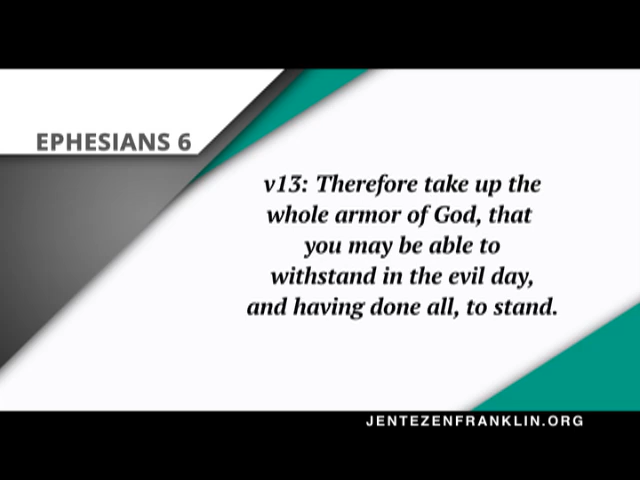 EPHESIANS 6
v13: Therefore take up the
whole armor of God, that
you may be able to
withstand in the evil day,
and having done all, to stand.
JENTEZENFRANKLIN.ORG